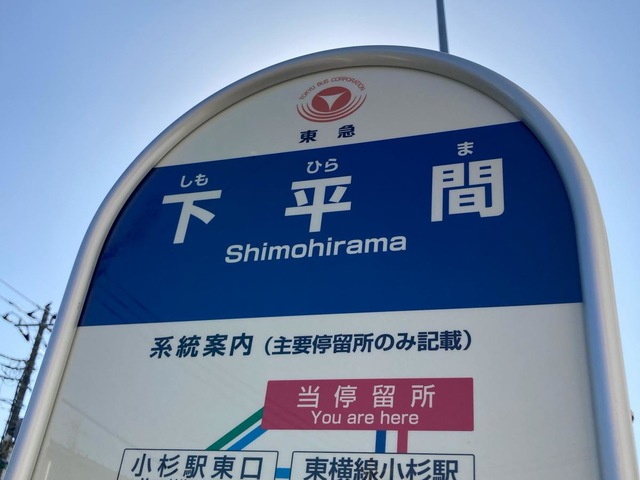 TOKYU BUS CORPORATION
東急
しも ひら ま
下平間
Shimohirama
系統案内（主要停留所のみ記載）
当停留所
You are here
小杉駅東口 東横線小杉駅